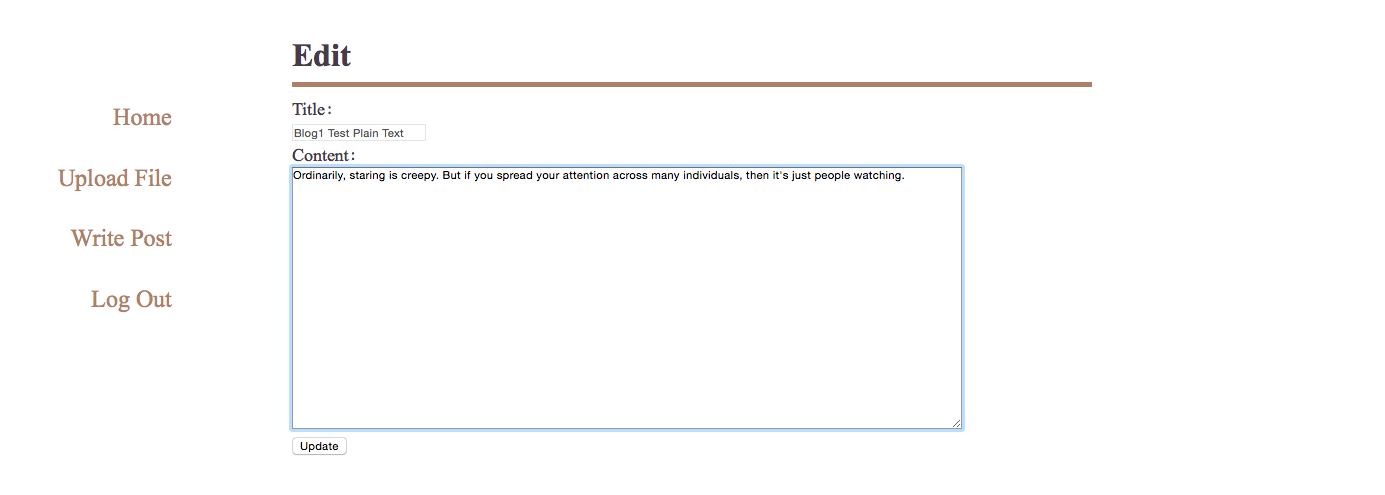 Edit
Home
Upload File
Write Post
Log Out
Title:
Blog1 Test Plain Text
Content:
Ordinarily, staring is creepy. But if you spread your attention across many individuals, then it's just people watching.
Update